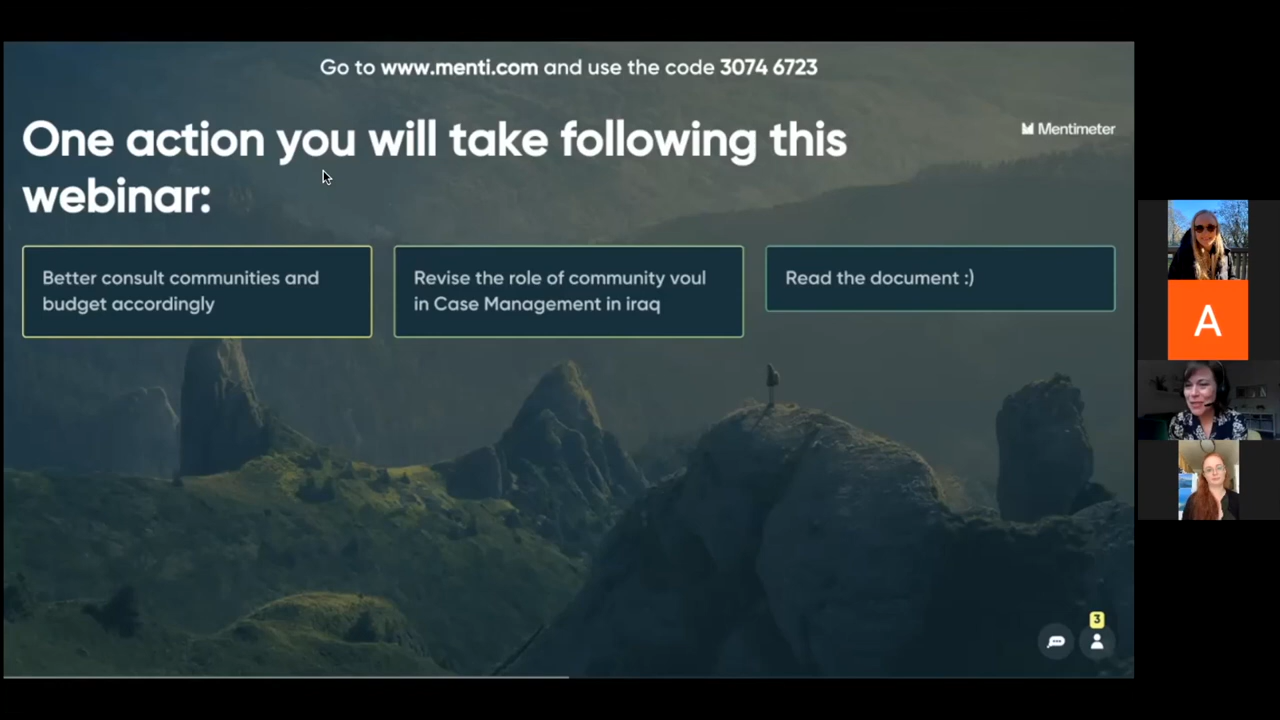 Go to www.menti.com and use the code 3074 6723
Mentimeter
One action you will take following this
webinar:
Better consult communities and
budget accordingly
Revise the role of community voul
in Case Management in iraq
Read the document :)
A
3